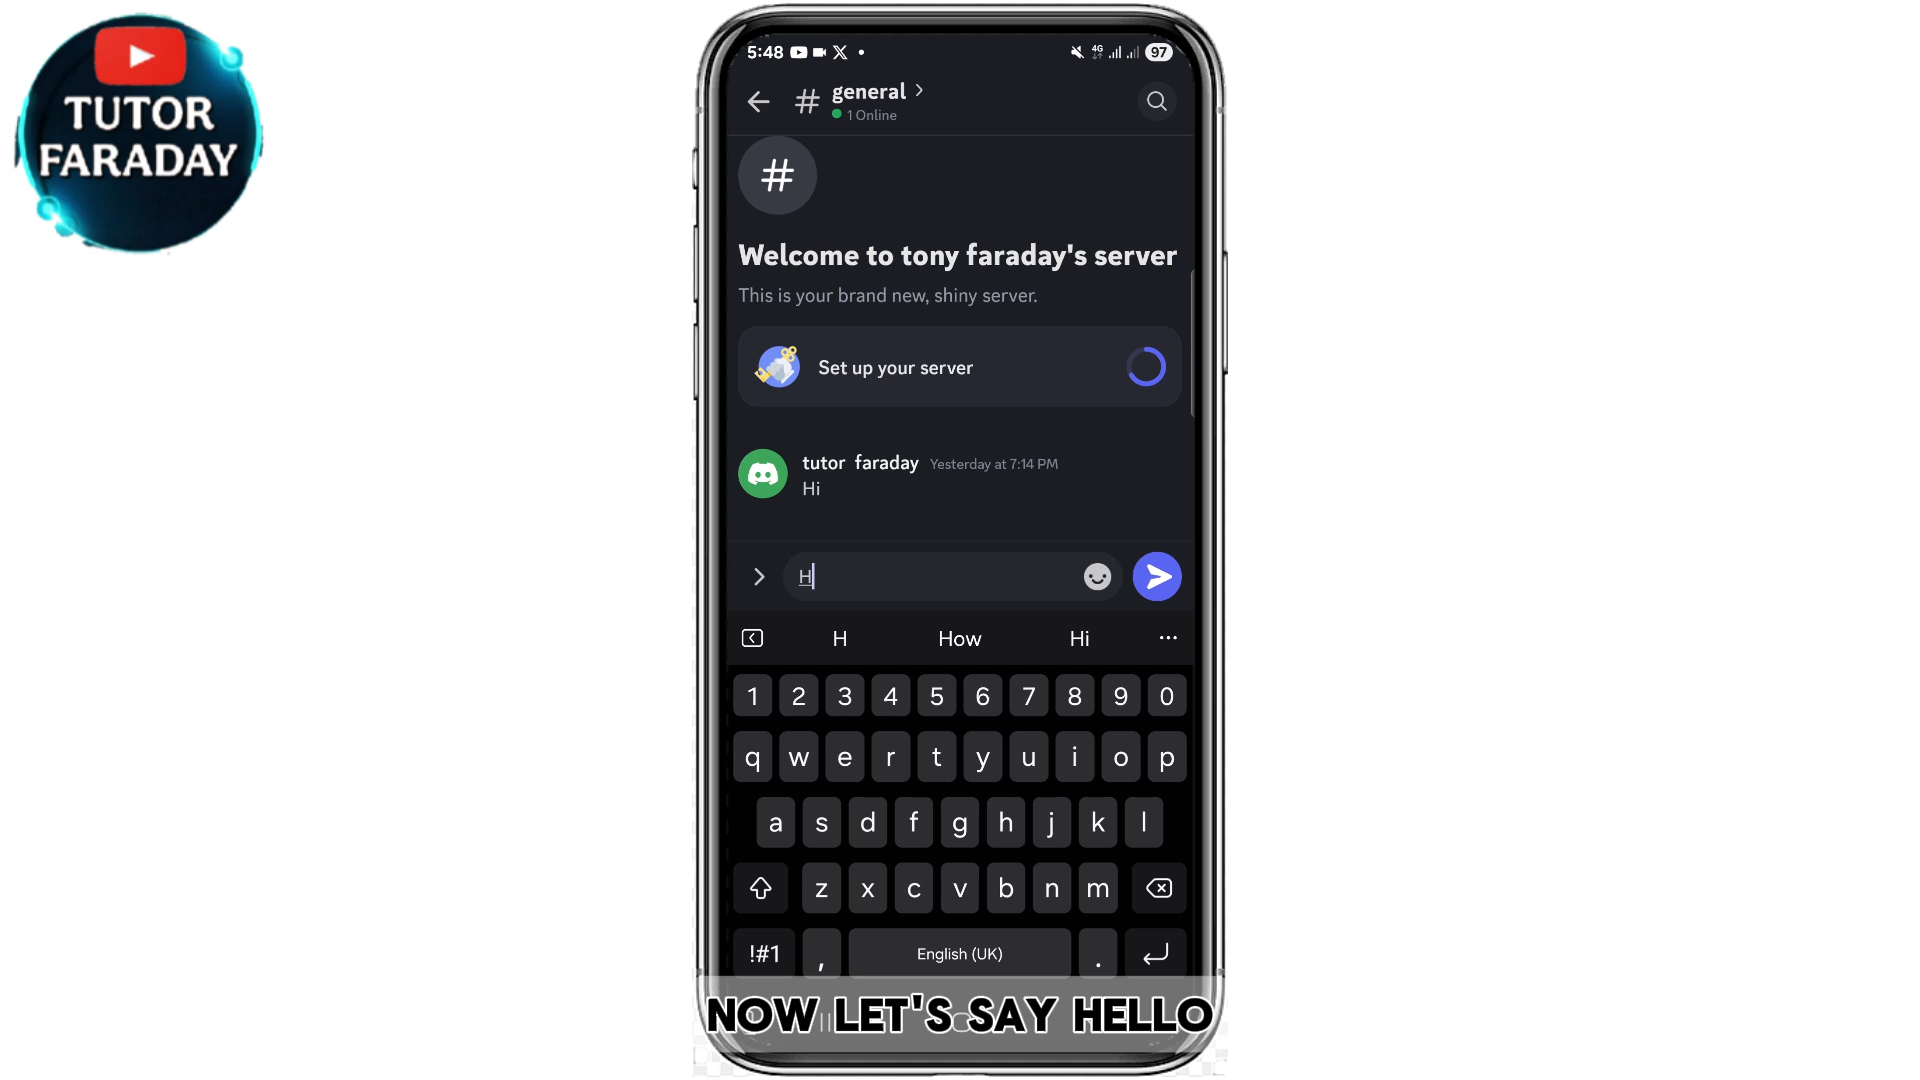 TUTOR
FARADAY
5:48
4G
97
# general
1 Online
#
Welcome to tony faraday's server
This is your brand new, shiny server.
Set up your server
tutor faraday Yesterday at 7:14 PM
Hi
H
H How Hi ...
1 2 3 4 5 6 7 8 9 0
q w e r t y u i o p
a s d f g h j k l
z x c v b n m
!#1 , English (UK) .
NOW LET'S SAY HELLO